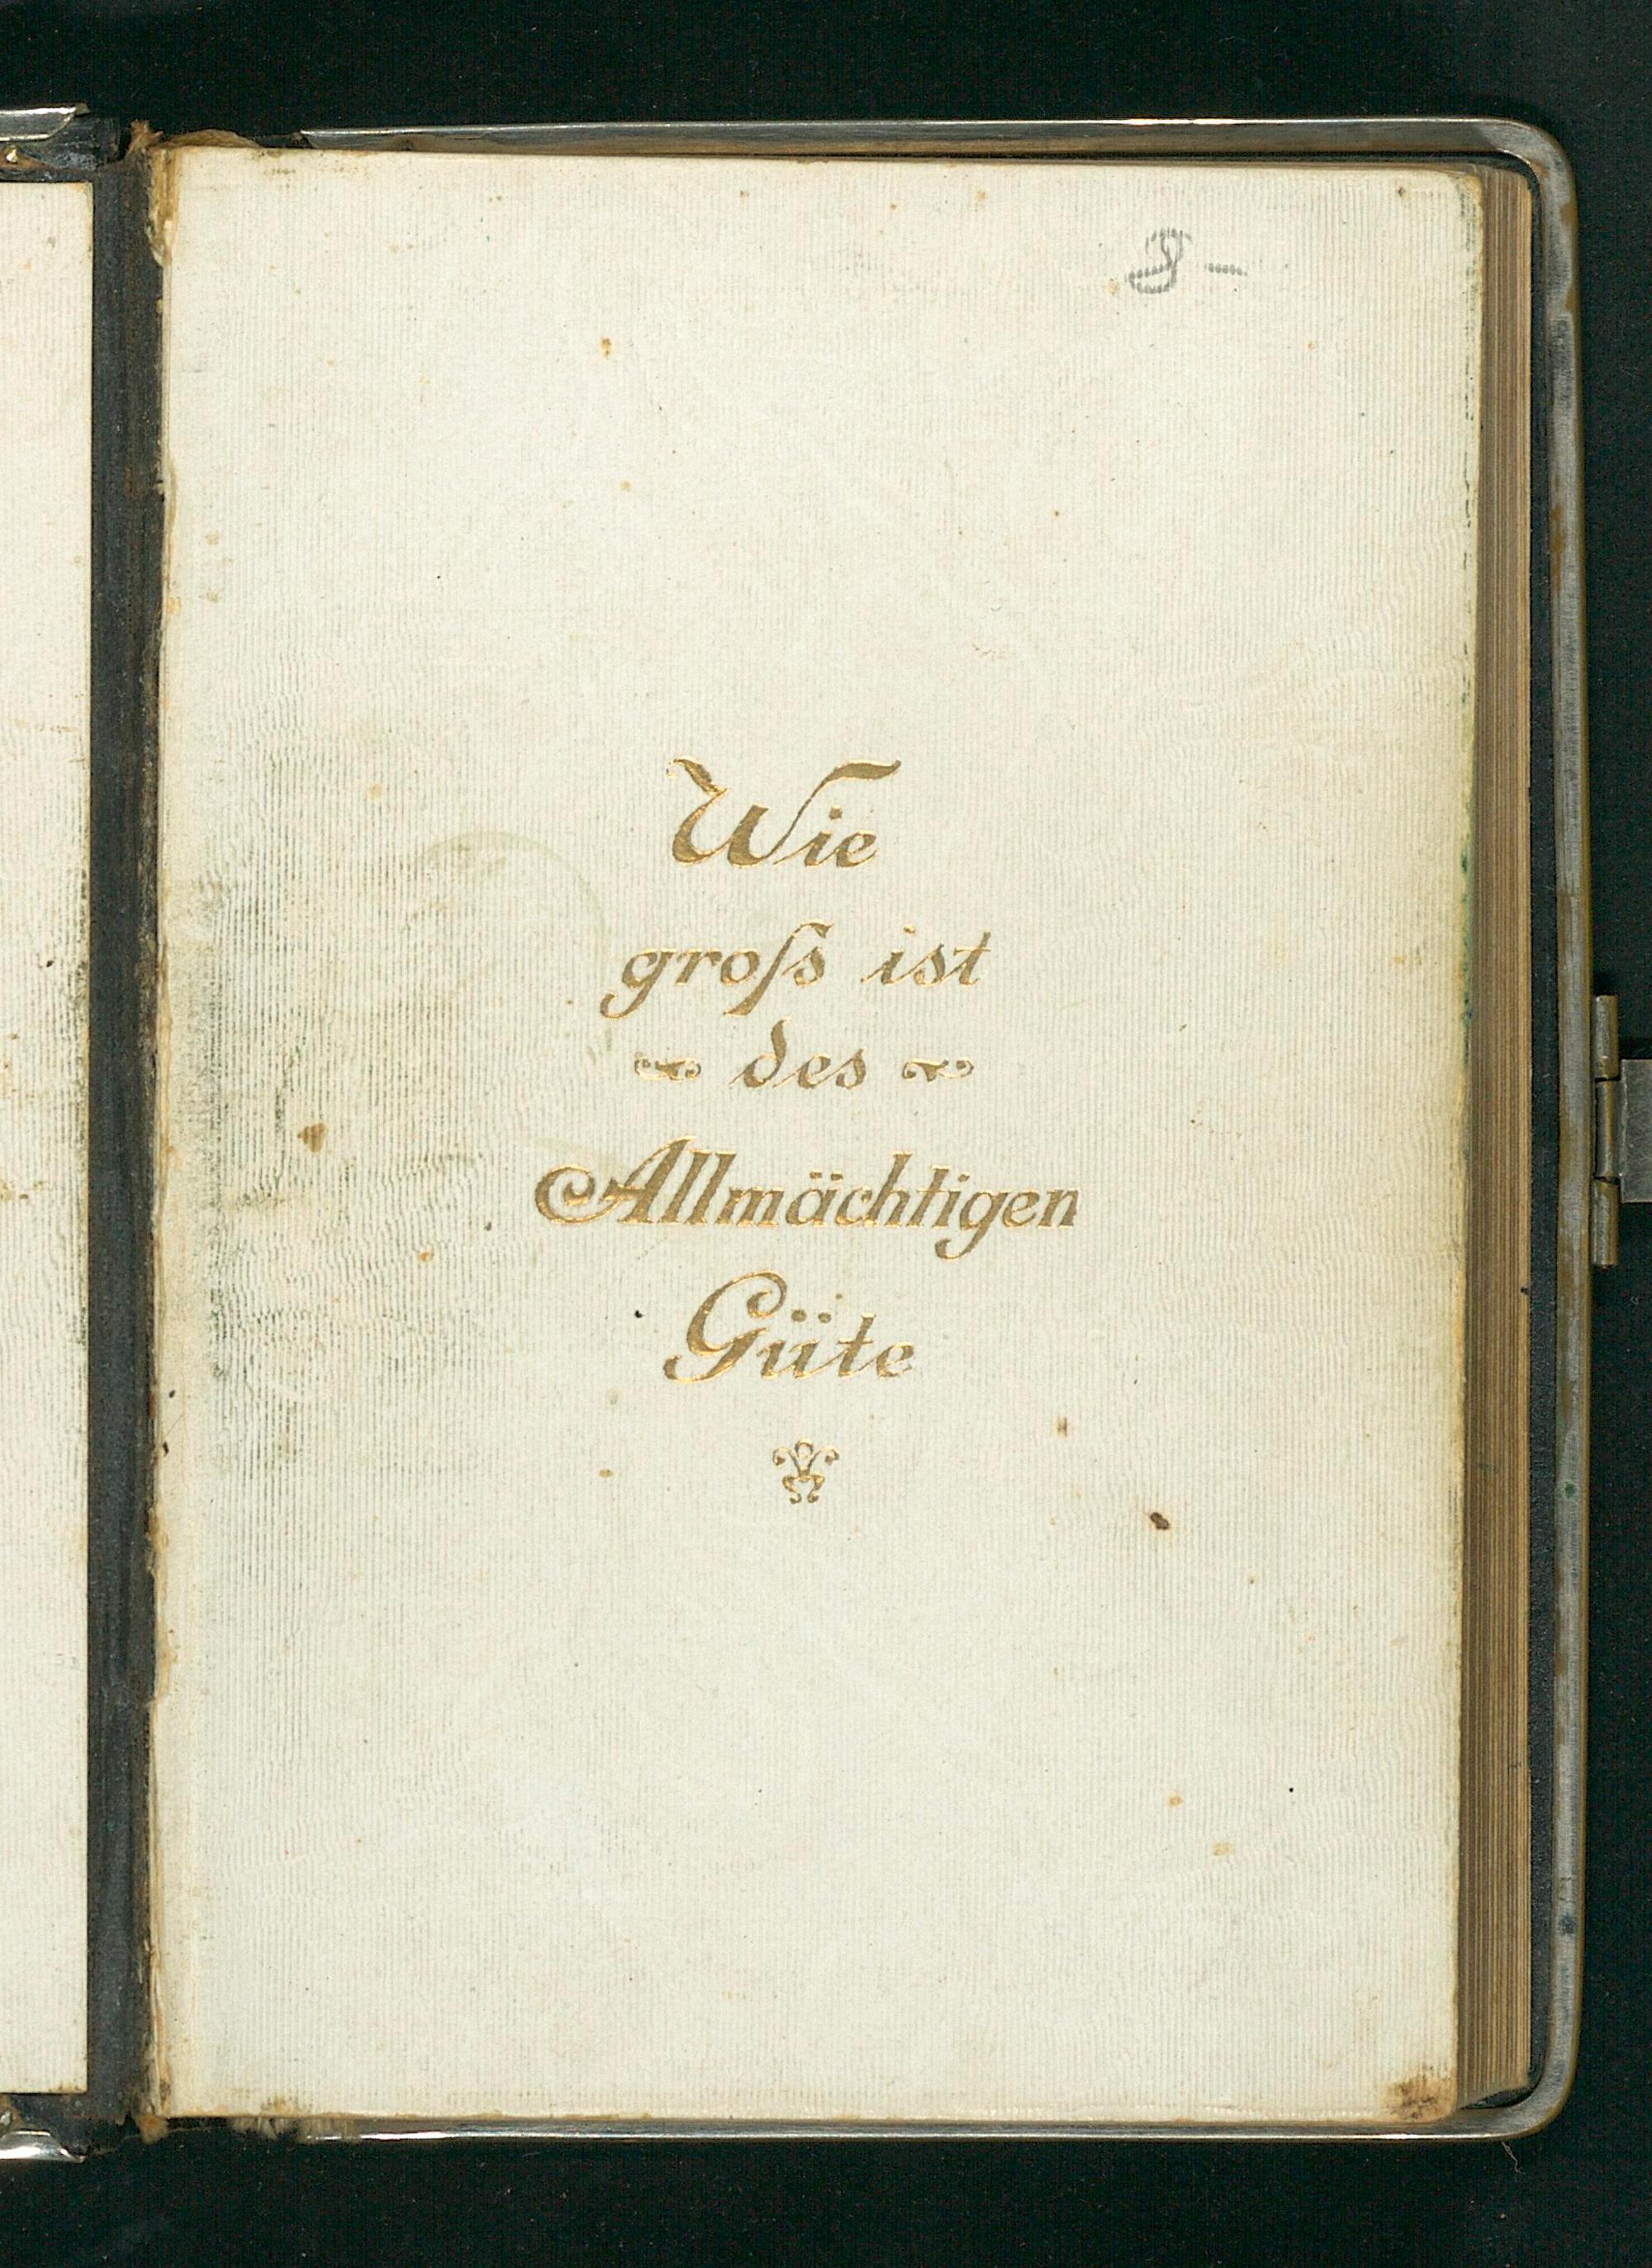 Wie
groſs ist
des
Allmächtigen
Güte